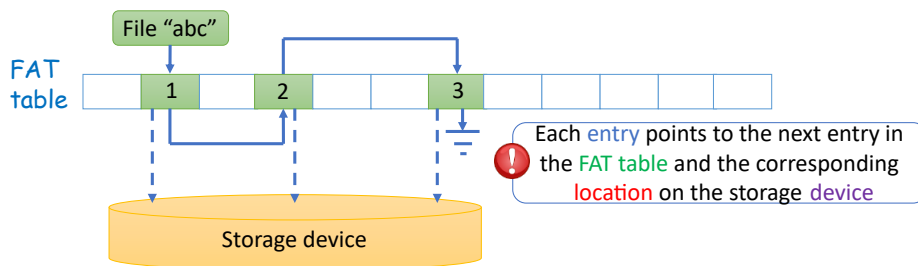 File “abc”
FAT
table
1
2
3
Each entry points to the next entry in
the FAT table and the corresponding
location on the storage device
!
Storage device